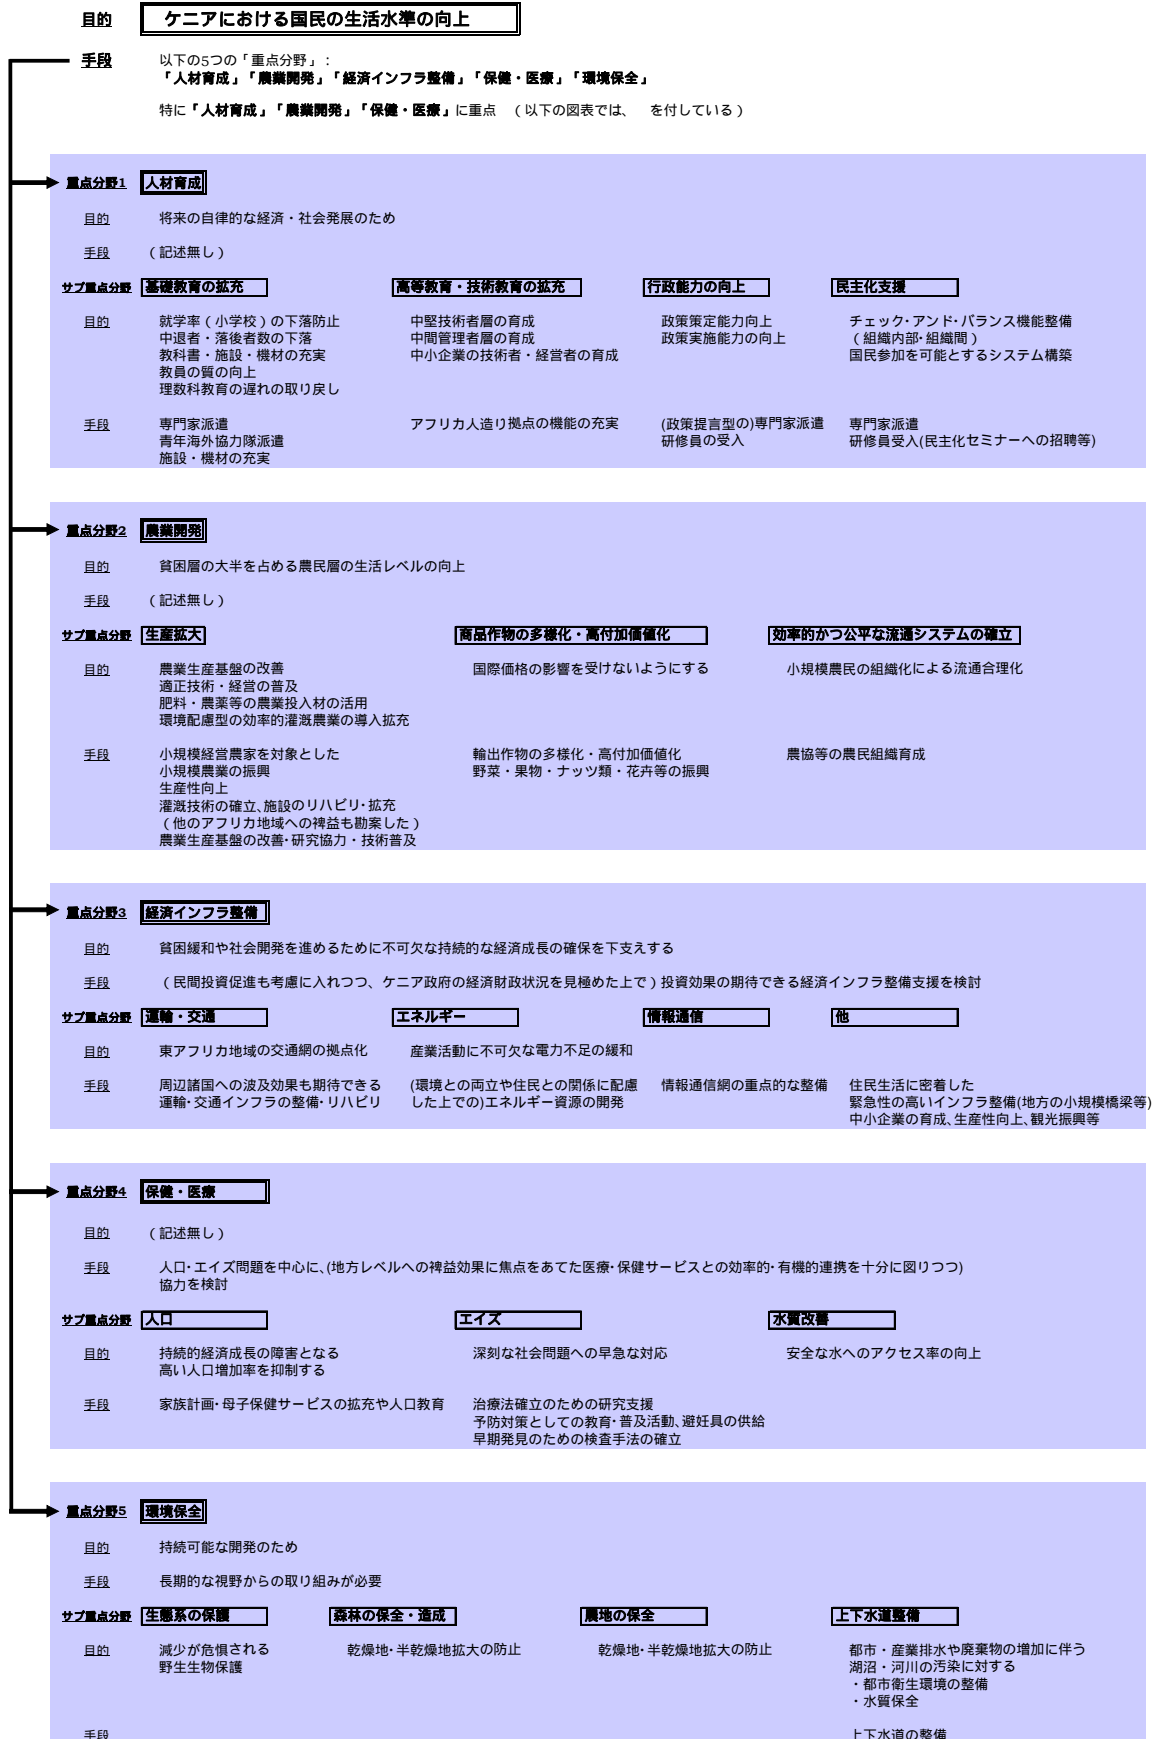 目的 ケニアにおける国民の生活水準の向上
手段 以下の5つの「重点分野」:
「人材育成」「農業開発」「経済インフラ整備」「保健・医療」「環境保全」
特に「人材育成」「農業開発」「保健・医療」に重点 (以下の図表では、 を付している)
重点分野1 人材育成
目的 将来の自律的な経済・社会発展のため
手段 (記述無し)
サブ重点分野 基礎教育の拡充 高等教育・技術教育の拡充 行政能力の向上 民主化支援
目的 就学率(小学校)の下落防止 中堅技術者層の育成 政策策定能力向上 チェック・アンド・バランス機能整備
中退者・落後者数の下落 中間管理者層の育成 政策実施能力の向上 (組織内部・組織間)
教科書・施設・機材の充実 中小企業の技術者・経営者の育成 国民参加を可能とするシステム構築
教員の質の向上
理数科教育の遅れの取り戻し
手段 専門家派遣 アフリカ人造り拠点の機能の充実 (政策提言型の)専門家派遣 専門家派遣
青年海外協力隊派遣 研修員の受入 研修員受入(民主化セミナーへの招聘等)
施設・機材の充実
重点分野2 農業開発
目的 貧困層の大半を占める農民層の生活レベルの向上
手段 (記述無し)
サブ重点分野 生産拡大 商品作物の多様化・高付加価値化 効率的かつ公平な流通システムの確立
目的 農業生産基盤の改善 国際価格の影響を受けないようにする 小規模農民の組織化による流通合理化
適正技術・経営の普及
肥料・農薬等の農業投入材の活用
環境配慮型の効率的灌漑農業の導入拡充
手段 小規模経営農家を対象とした 輸出作物の多様化・高付加価値化 農協等の農民組織育成
小規模農業の振興 野菜・果物・ナッツ類・花卉等の振興
生産性向上
灌漑技術の確立、施設のリハビリ・拡充
(他のアフリカ地域への裨益も勘案した)
農業生産基盤の改善・研究協力・技術普及
重点分野3 経済インフラ整備
目的 貧困緩和や社会開発を進めるために不可欠な持続的な経済成長の確保を下支えする
手段 (民間投資促進も考慮に入れつつ、ケニア政府の経済財政状況を見極めた上で)投資効果の期待できる経済インフラ整備支援を検討
サブ重点分野 運輸・交通 エネルギー 情報通信 他
目的 東アフリカ地域の交通網の拠点化 産業活動に不可欠な電力不足の緩和
手段 周辺諸国への波及効果も期待できる (環境との両立や住民との関係に配慮 情報通信網の重点的な整備 住民生活に密着した
運輸・交通インフラの整備・リハビリ した上での)エネルギー資源の開発 緊急性の高いインフラ整備(地方の小規模橋梁等)
中小企業の育成、生産性向上、観光振興等
重点分野4 保健・医療
目的 (記述無し)
手段 人口・エイズ問題を中心に、(地方レベルへの裨益効果に焦点をあてた医療・保健サービスとの効率的・有機的連携を十分に図りつつ)
協力を検討
サブ重点分野 人口 エイズ 水質改善
目的 持続的経済成長の障害となる 深刻な社会問題への早急な対応 安全な水へのアクセス率の向上
高い人口増加率を抑制する
手段 家族計画・母子保健サービスの拡充や人口教育 治療法確立のための研究支援
予防対策としての教育・普及活動、避妊具の供給
早期発見のための検査手法の確立
重点分野5 環境保全
目的 持続可能な開発のため
手段 長期的な視野からの取り組みが必要
サブ重点分野 生態系の保護 森林の保全・造成 農地の保全 上下水道整備
目的 減少が危惧される 乾燥地・半乾燥地拡大の防止 乾燥地・半乾燥地拡大の防止 都市・産業排水や廃棄物の増加に伴う
野生生物保護 湖沼・河川の汚染に対する
・都市衛生環境の整備
・水質保全
手段 上下水道の整備